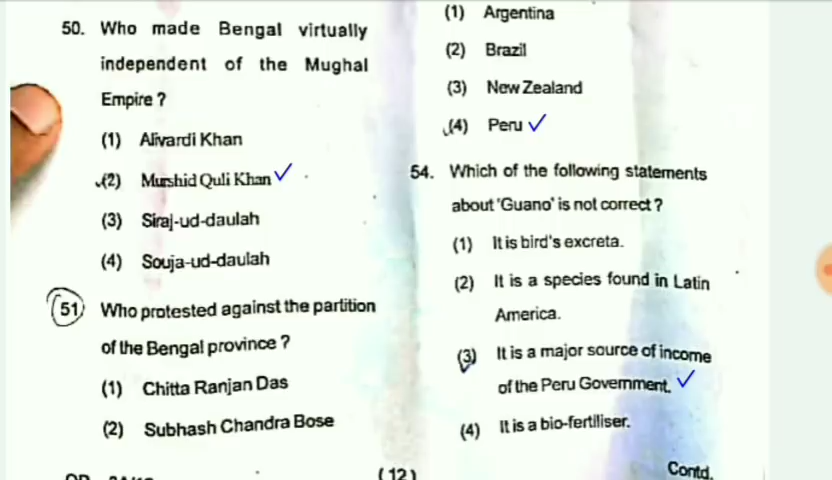 50. Who made Bengal virtually
independent of the Mughal
Empire ?
(1) Alivardi Khan
(2) Murshid Quli Khan
(3) Siraj-ud-daulah
(4) Souja-ud-daulah
51 Who protested against the partition
of the Bengal province ?
(1) Chitta Ranjan Das
(2) Subhash Chandra Bose
(12)
(1) Argentina
(2) Brazil
(3) New Zealand
(4) Peru
54. Which of the following statements
about 'Guano' is not correct ?
(1) It is bird's excreta.
(2) It is a species found in Latin
America.
(3) It is a major source of income
of the Peru Government.
(4) It is a bio-fertiliser.
Contd.